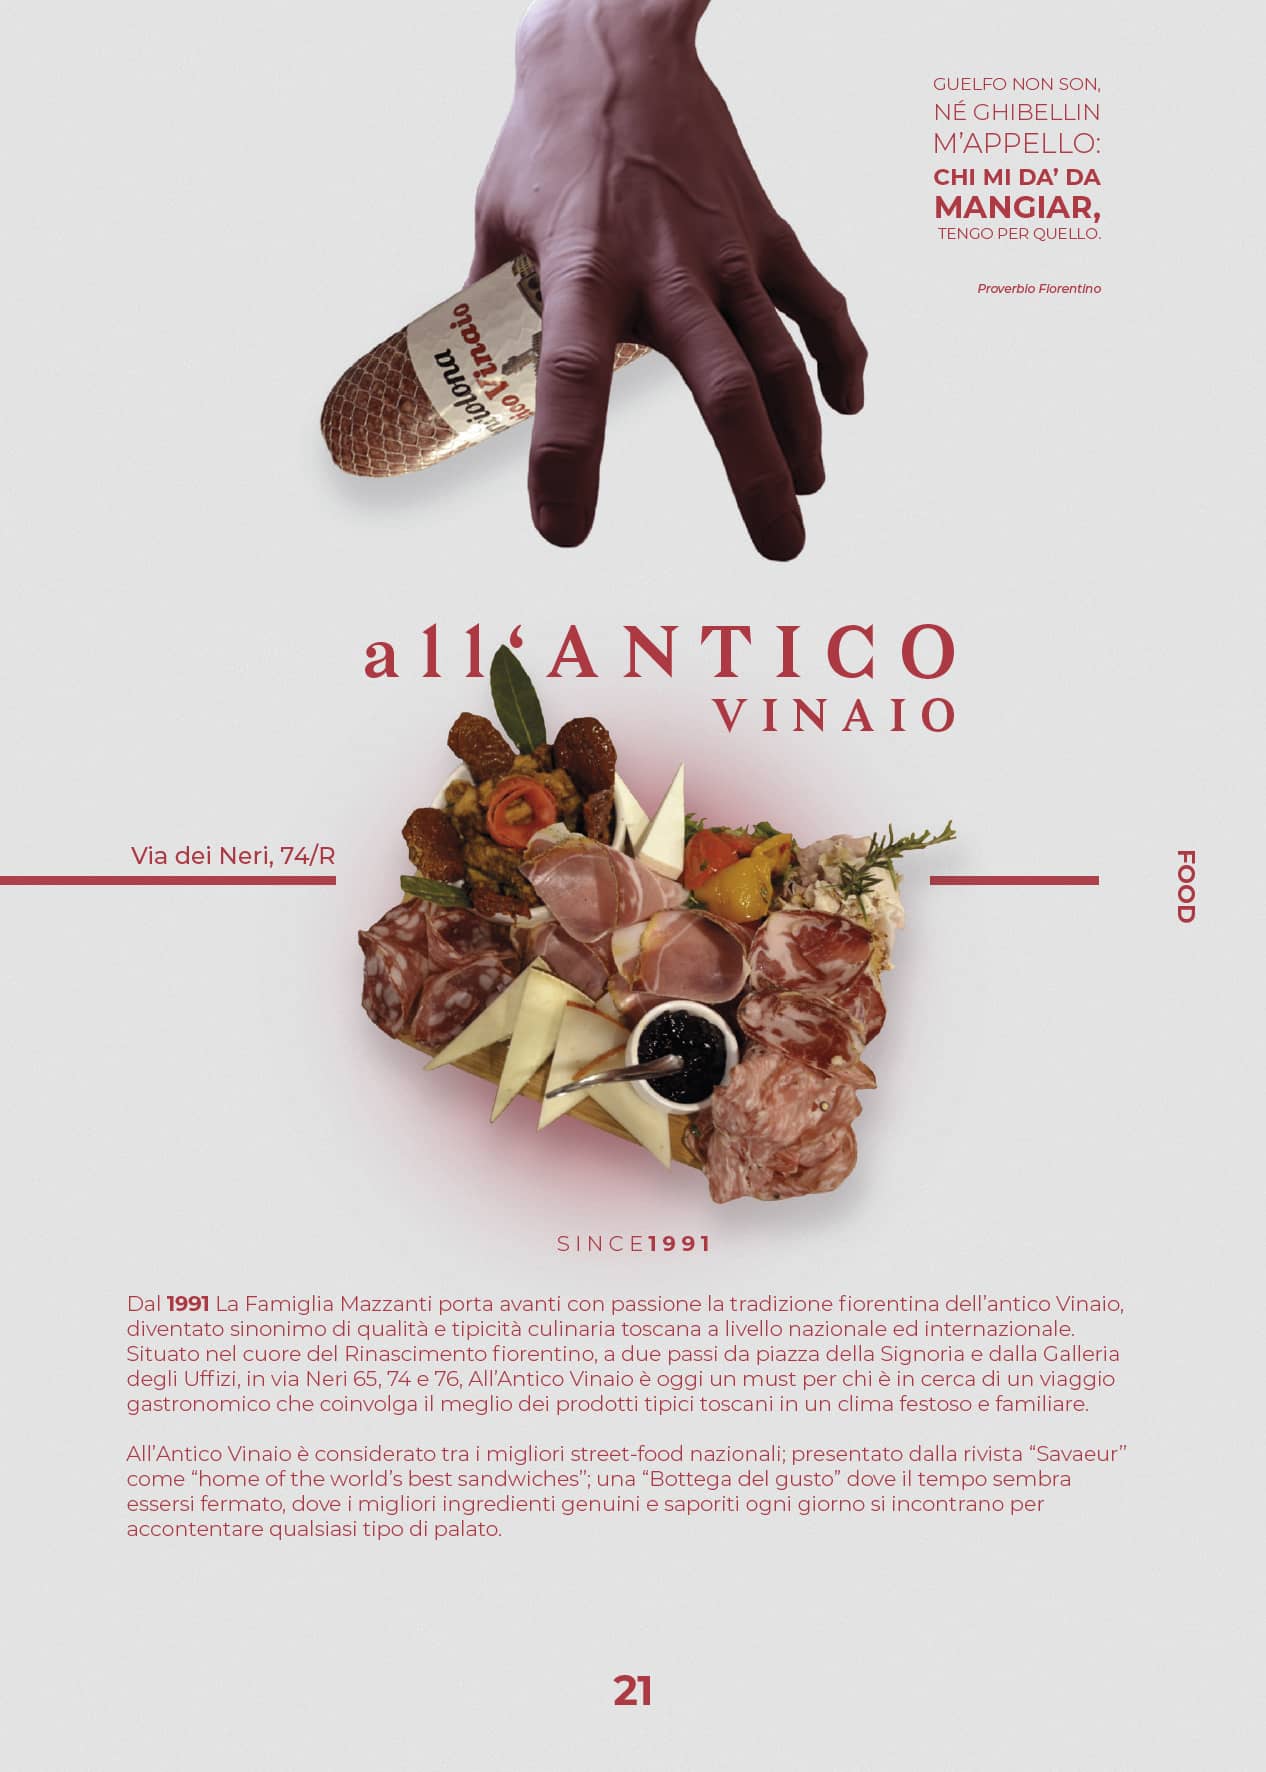 GUELFO NON SON,
NÉ GHIBELLIN
M’APPELLO:
CHI MI DA’ DA
MANGIAR,
TENGO PER QUELLO.
Proverbio Fiorentino
Vinaio
all‘ANTICO
VINAIO
Via dei Neri, 74/R
FOOD
SINCE1991
Dal 1991 La Famiglia Mazzanti porta avanti con passione la tradizione fiorentina dell’antico Vinaio,
diventato sinonimo di qualità e tipicità culinaria toscana a livello nazionale ed internazionale.
Situato nel cuore del Rinascimento fiorentino, a due passi da piazza della Signoria e dalla Galleria
degli Uffizi, in via Neri 65, 74 e 76, All’Antico Vinaio è oggi un must per chi è in cerca di un viaggio
gastronomico che coinvolga il meglio dei prodotti tipici toscani in un clima festoso e familiare.
All’Antico Vinaio è considerato tra i migliori street-food nazionali; presentato dalla rivista “Savaeur”
come “home of the world’s best sandwiches”; una “Bottega del gusto” dove il tempo sembra
essersi fermato, dove i migliori ingredienti genuini e saporiti ogni giorno si incontrano per
accontentare qualsiasi tipo di palato.
21